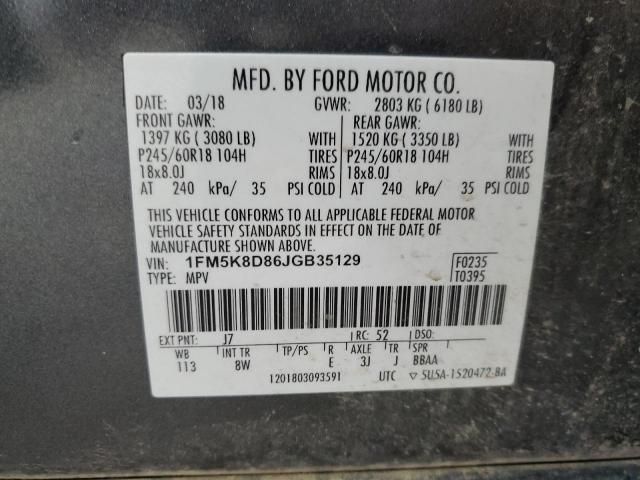 MFD. BY FORD MOTOR CO.
DATE: 03/18 GVWR: 2803 KG ( 6180 LB)
FRONT GAWR: REAR GAWR:
1397 KG ( 3080 LB) WITH 1520 KG ( 3350 LB) WITH
P245/60R18 104H TIRES P245/60R18 104H TIRES
18x8.0J RIMS 18x8.0J RIMS
AT 240 kPa/ 35 PSI COLD AT 240 kPa/ 35 PSI COLD
THIS VEHICLE CONFORMS TO ALL APPLICABLE FEDERAL MOTOR
VEHICLE SAFETY STANDARDS IN EFFECT ON THE DATE OF
MANUFACTURE SHOWN ABOVE.
VIN: 1FM5K8D86JGB35129 F0235
TYPE: MPV T0395
EXT PNT: J7 RC: 52 DSO:
WB INT TR TP/PS R AXLE TR SPR
113 8W E 3J J BBAA
1201803093591 UTC 5U5A-1520472-BA